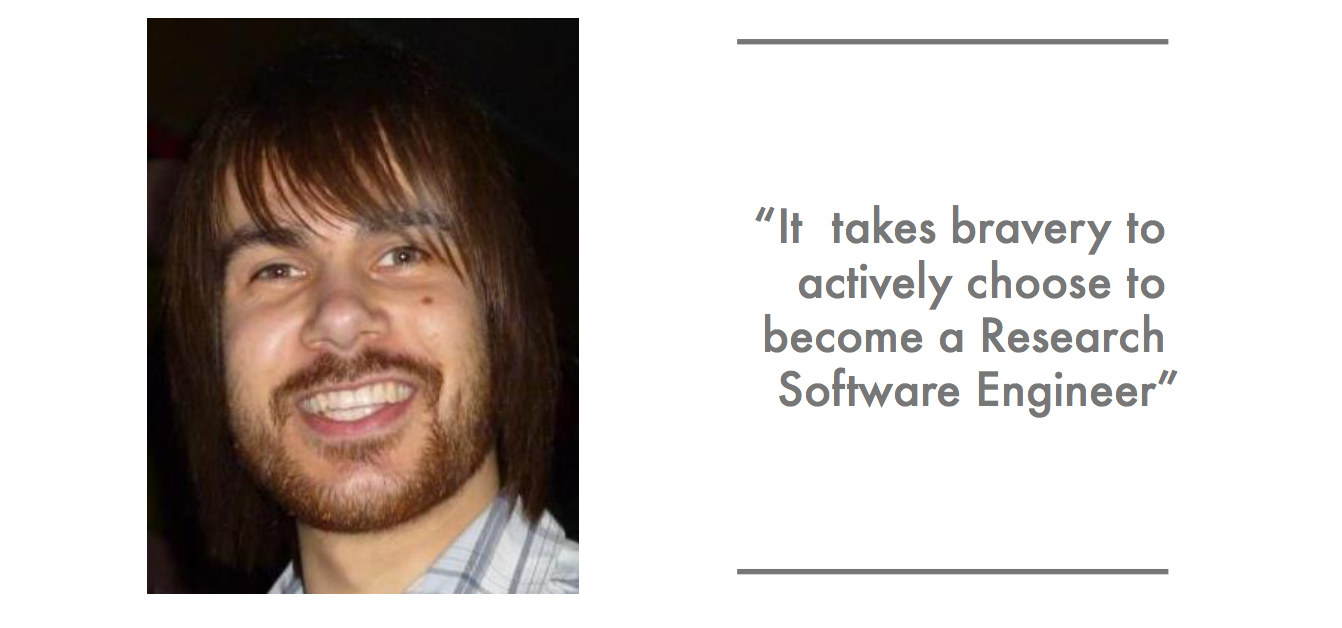 “It  takes bravery to
actively choose to
become a Research
Software Engineer”